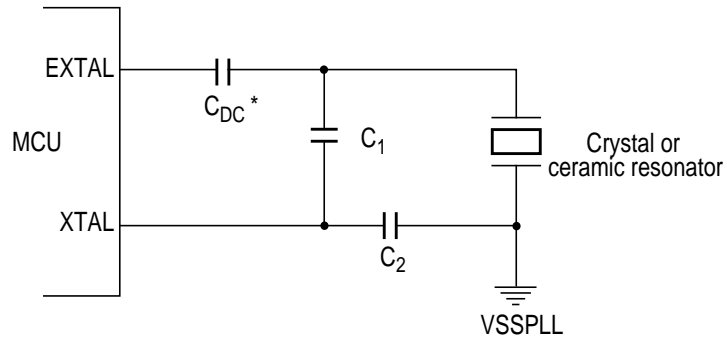 EXTAL
C_DC *
MCU
C_1
Crystal or
ceramic resonator
XTAL
C_2
VSSPLL